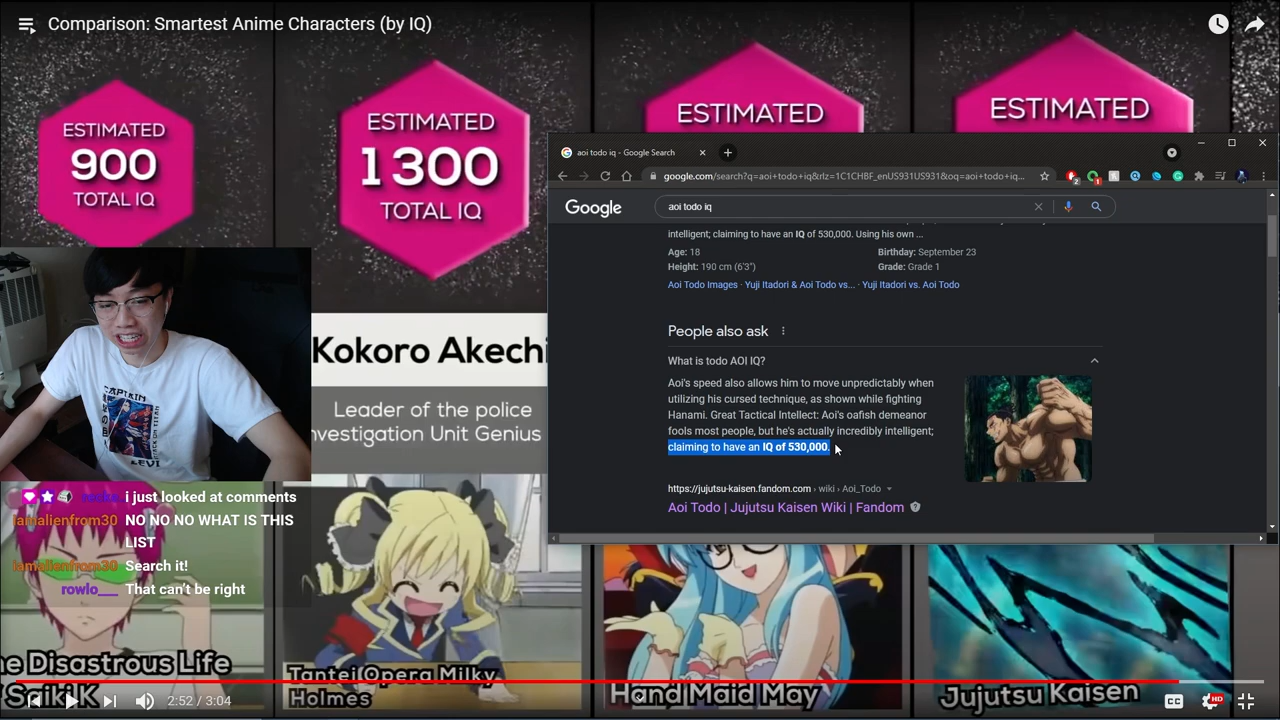 Comparison: Smartest Anime Characters (by IQ)
ESTIMATED
900
TOTAL IQ
ESTIMATED
1 300
TOTAL IQ
ESTIMATED
ESTIMATED
aoi todo iq - Google Search
google.com/search?q=aoi+todo+iq&rlz=1C1CHBF_enUS931US931&oq=aoi+todo+iq...
Google
aoi todo iq
intelligent; claiming to have an IQ of 530,000. Using his own ...
Age: 18
Birthday: September 23
Height: 190 cm (6'3")
Grade: Grade 1
Aoi Todo Images · Yuji Itadori & Aoi Todo vs... · Yuji Itadori vs. Aoi Todo
People also ask
What is todo AOI IQ?
Aoi's speed also allows him to move unpredictably when
utilizing his cursed technique, as shown while fighting
Hanami. Great Tactical Intellect: Aoi's oafish demeanor
fools most people, but he's actually incredibly intelligent;
claiming to have an IQ of 530,000.
https://jujutsu-kaisen.fandom.com › wiki › Aoi_Todo
Aoi Todo | Jujutsu Kaisen Wiki | Fandom
CAPTAIN
LEVI
Kokoro Akechi
Leader of the police
nvestigation Unit Genius
i just looked at comments
iamalienfrom30 NO NO NO WHAT IS THIS
LIST
iamalienfrom30 Search it!
rowlo___ That can't be right
he Disastrous Life
Saiki K
Tantei Opera Milky
Holmes
Hand Maid May
Jujutsu Kaisen
2:52 / 3:04
CC
HD